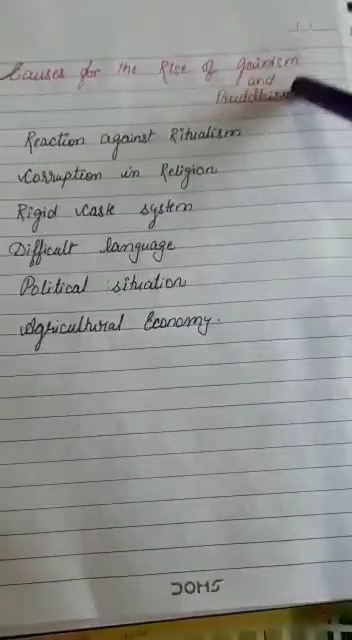 Causes for the Rise of Jainism
and
Buddhism
Reaction against Ritualism
Corruption in Religion
Rigid Caste system
Difficult language
Political situation
Agricultural Economy.
DOMS